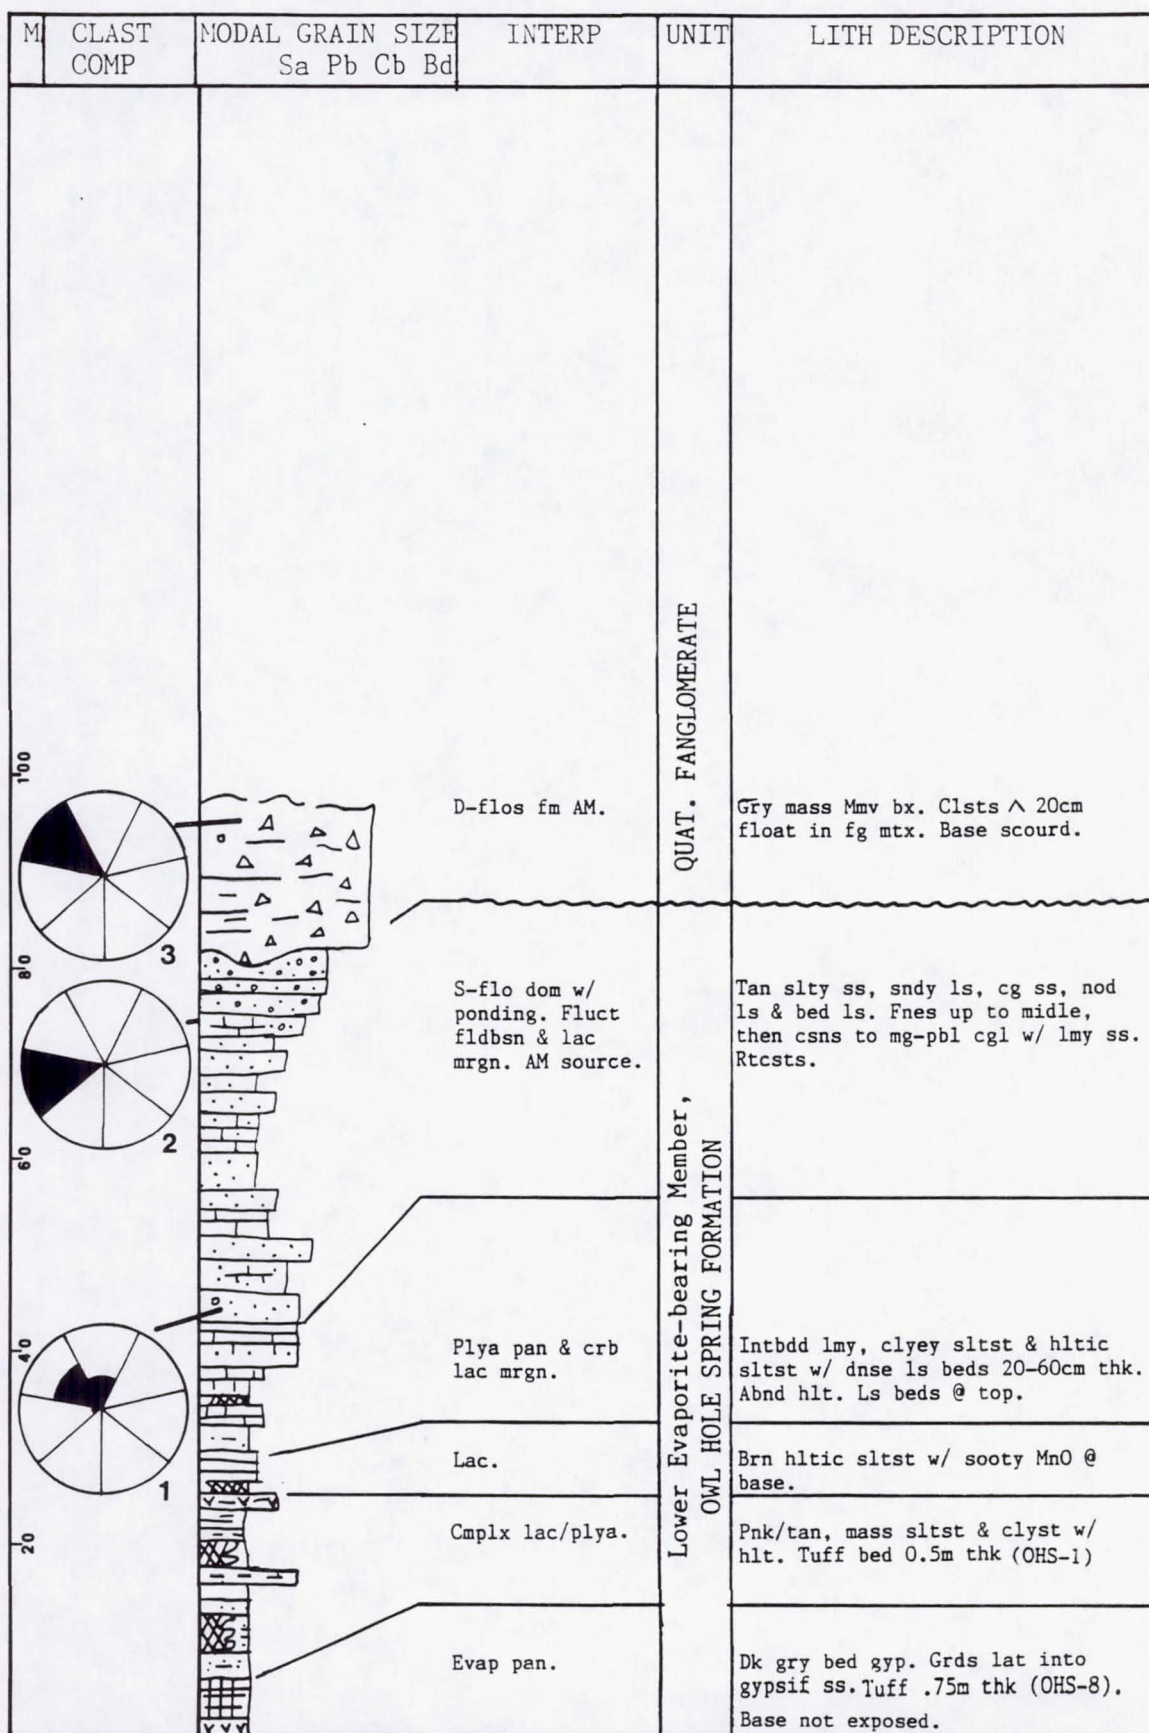 M
CLAST
COMP
MODAL GRAIN SIZE
Sa Pb Cb Bd
INTERP
UNIT
LITH DESCRIPTION
100
80
60
40
20
3
2
1
D-flos fm AM.
S-flo dom w/
ponding. Fluct
fldbsn & lac
mrgn. AM source.
Plya pan & crb
lac mrgn.
Lac.
Cmplx lac/plya.
Evap pan.
QUAT. FANGLOMERATE
Lower Evaporite-bearing Member,
OWL HOLE SPRING FORMATION
Gry mass Mmv bx. Clsts ^ 20cm
float in fg mtx. Base scourd.
Tan slty ss, sndy ls, cg ss, nod
ls & bed ls. Fnes up to midle,
then csns to mg-pbl cgl w/ lmy ss.
Rtcsts.
Intbdd lmy, clyey sltst & hltic
sltst w/ dnse ls beds 20-60cm thk.
Abnd hlt. Ls beds @ top.
Brn hltic sltst w/ sooty MnO @
base.
Pnk/tan, mass sltst & clyst w/
hlt. Tuff bed 0.5m thk (OHS-1)
Dk gry bed gyp. Grds lat into
gypsif ss. Tuff .75m thk (OHS-8).
Base not exposed.